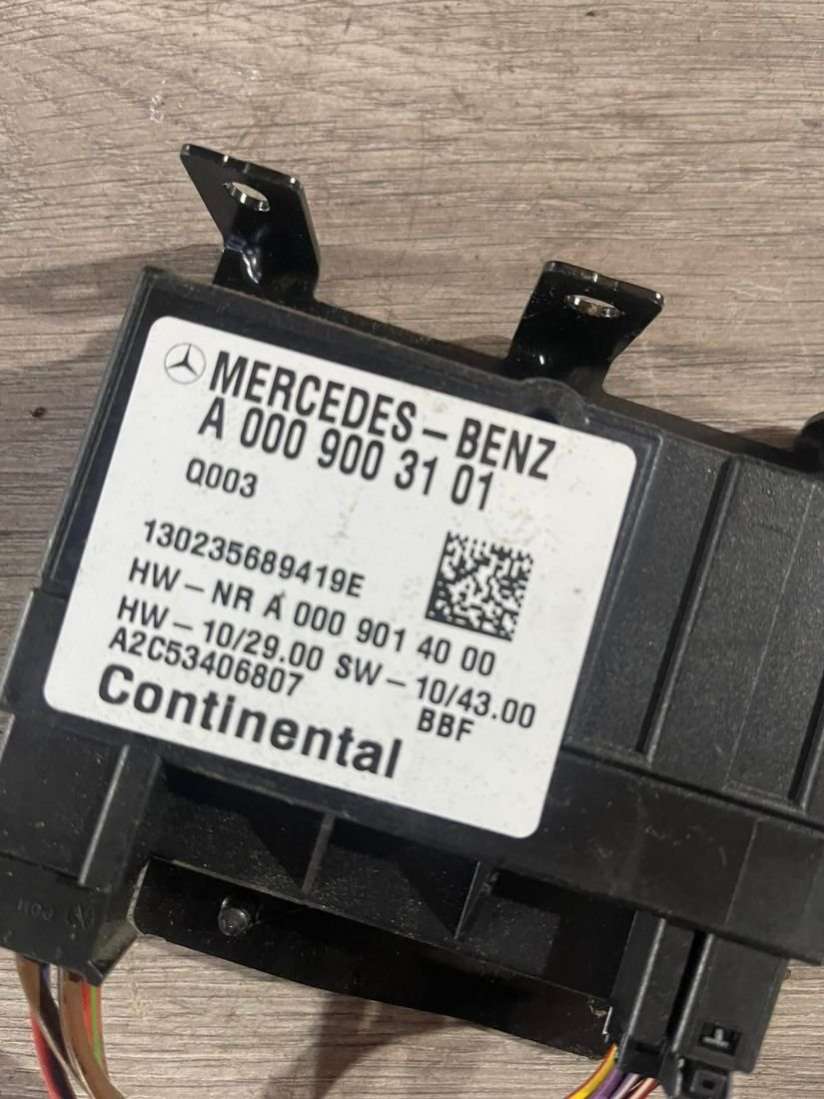 MERCEDES-BENZ
A 000 900 31 01
Q003
130235689419E
HW-NR A 000 901 40 00
HW-10/29.00 SW-10/43.00
A2C53406807 BBF
Continental